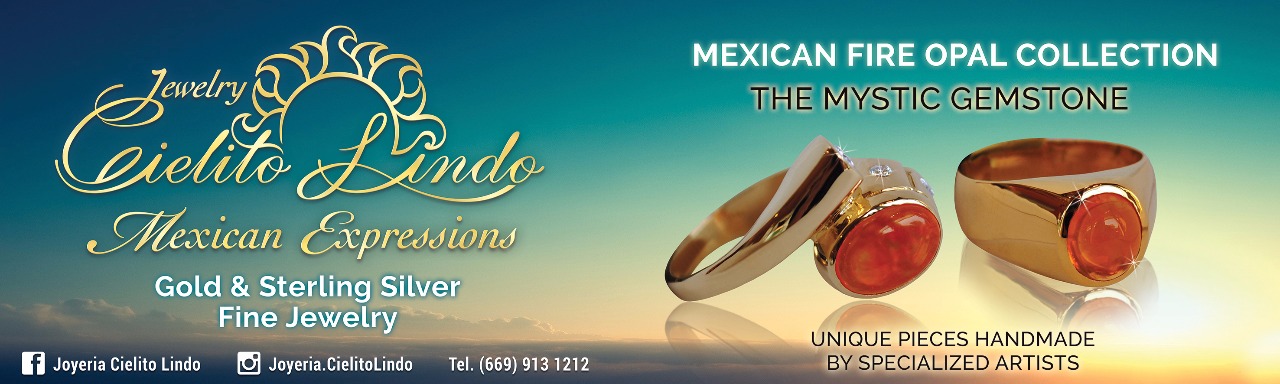 Jewelry
Cielito Lindo
Mexican Expressions
Gold & Sterling Silver
Fine Jewelry
Joyeria Cielito Lindo
Joyeria.CielitoLindo
Tel. (669) 913 1212
MEXICAN FIRE OPAL COLLECTION
THE MYSTIC GEMSTONE
UNIQUE PIECES HANDMADE
BY SPECIALIZED ARTISTS